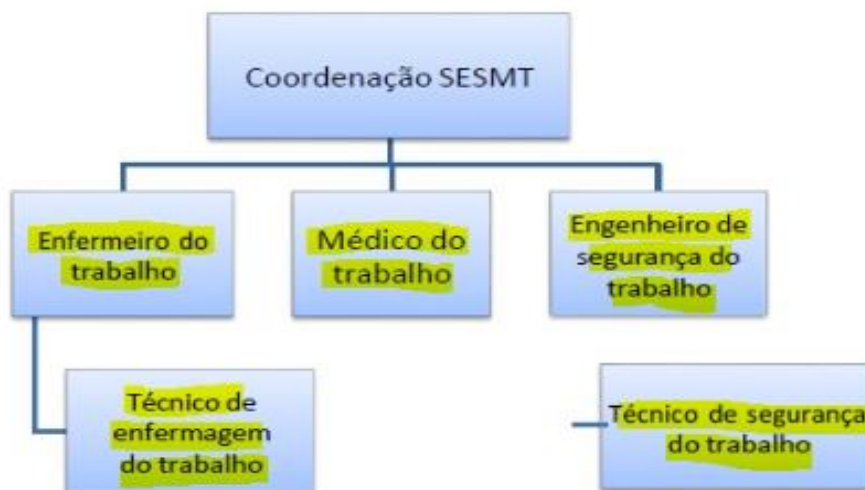 Coordenação SESMT
Enfermeiro do
trabalho
Médico do
trabalho
Engenheiro de
segurança do
trabalho
Técnico de
enfermagem
do trabalho
Técnico de segurança
do trabalho